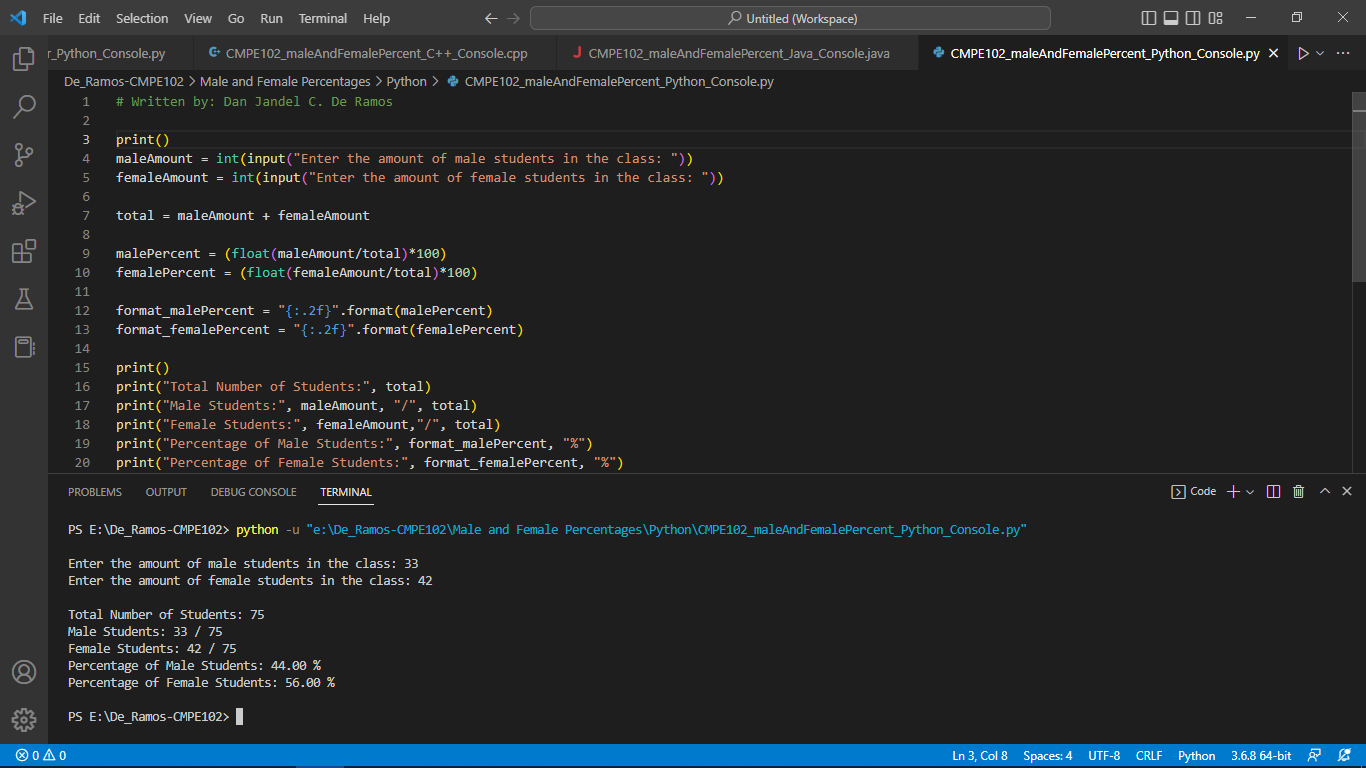 File Edit Selection View Go Run Terminal Help Untitled (Workspace)
r_Python_Console.py CMPE102_maleAndFemalePercent_C++_Console.cpp J CMPE102_maleAndFemalePercent_Java_Console.java CMPE102_maleAndFemalePercent_Python_Console.py
De_Ramos-CMPE102 > Male and Female Percentages > Python > CMPE102_maleAndFemalePercent_Python_Console.py
1 # Written by: Dan Jandel C. De Ramos
2
3 print()
4 maleAmount = int(input("Enter the amount of male students in the class: "))
5 femaleAmount = int(input("Enter the amount of female students in the class: "))
6
7 total = maleAmount + femaleAmount
8
9 malePercent = (float(maleAmount/total)*100)
10 femalePercent = (float(femaleAmount/total)*100)
11
12 format_malePercent = "{:.2f}".format(malePercent)
13 format_femalePercent = "{:.2f}".format(femalePercent)
14
15 print()
16 print("Total Number of Students:", total)
17 print("Male Students:", maleAmount, "/", total)
18 print("Female Students:", femaleAmount,"/", total)
19 print("Percentage of Male Students:", format_malePercent, "%")
20 print("Percentage of Female Students:", format_femalePercent, "%")
PROBLEMS OUTPUT DEBUG CONSOLE TERMINAL Code
PS E:\De_Ramos-CMPE102> python -u "e:\De_Ramos-CMPE102\Male and Female Percentages\Python\CMPE102_maleAndFemalePercent_Python_Console.py"
Enter the amount of male students in the class: 33
Enter the amount of female students in the class: 42
Total Number of Students: 75
Male Students: 33 / 75
Female Students: 42 / 75
Percentage of Male Students: 44.00 %
Percentage of Female Students: 56.00 %
PS E:\De_Ramos-CMPE102>
0 0 Ln 3, Col 8 Spaces: 4 UTF-8 CRLF Python 3.6.8 64-bit